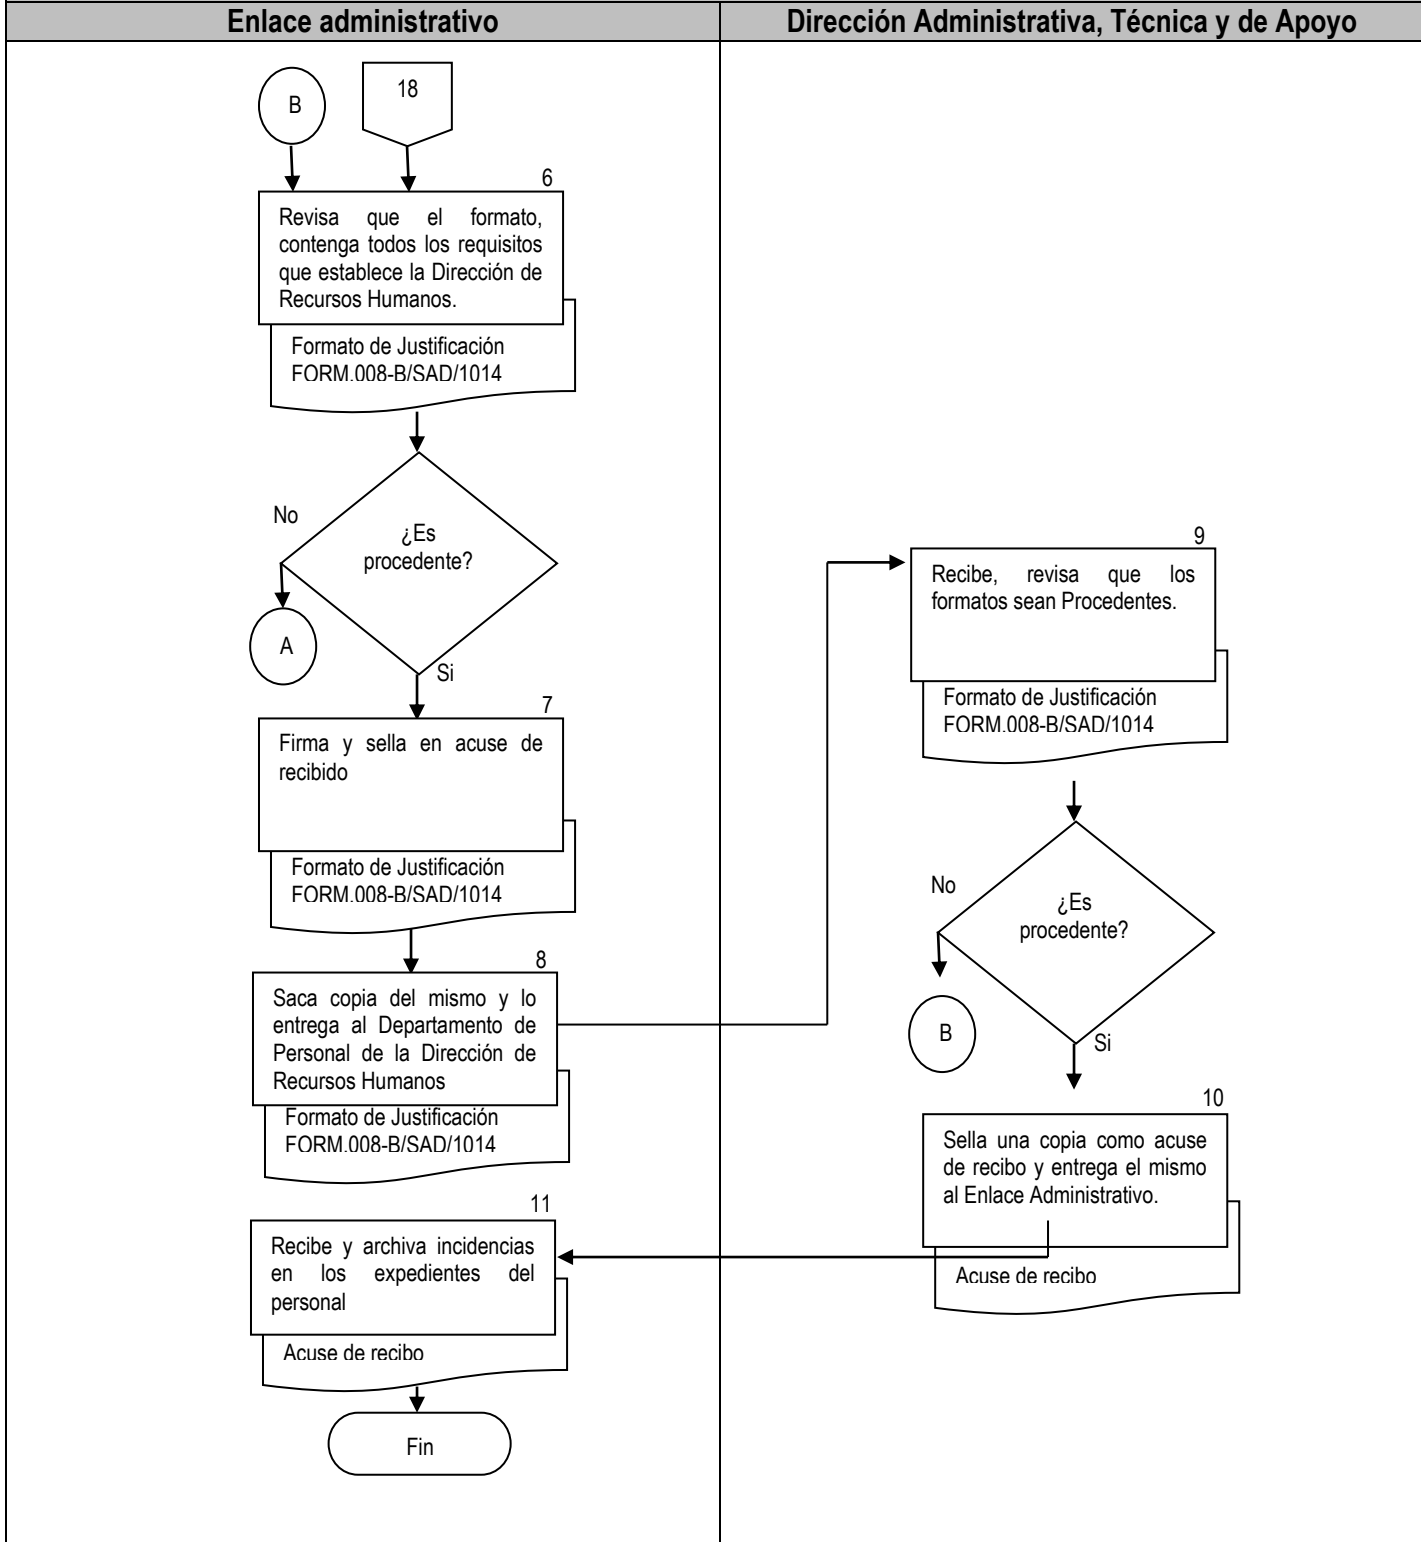 Enlace administrativo
Dirección Administrativa, Técnica y de Apoyo
B
18
6
Revisa que el formato,
contenga todos los requisitos
que establece la Dirección de
Recursos Humanos.
Formato de Justificación
FORM.008-B/SAD/1014
No
¿Es
procedente?
A
Si
7
Firma y sella en acuse de
recibido
Formato de Justificación
FORM.008-B/SAD/1014
8
Saca copia del mismo y lo
entrega al Departamento de
Personal de la Dirección de
Recursos Humanos
Formato de Justificación
FORM.008-B/SAD/1014
9
Recibe, revisa que los
formatos sean Procedentes.
Formato de Justificación
FORM.008-B/SAD/1014
No
¿Es
procedente?
B
Si
10
Sella una copia como acuse
de recibo y entrega el mismo
al Enlace Administrativo.
Acuse de recibo
11
Recibe y archiva incidencias
en los expedientes del
personal
Acuse de recibo
Fin